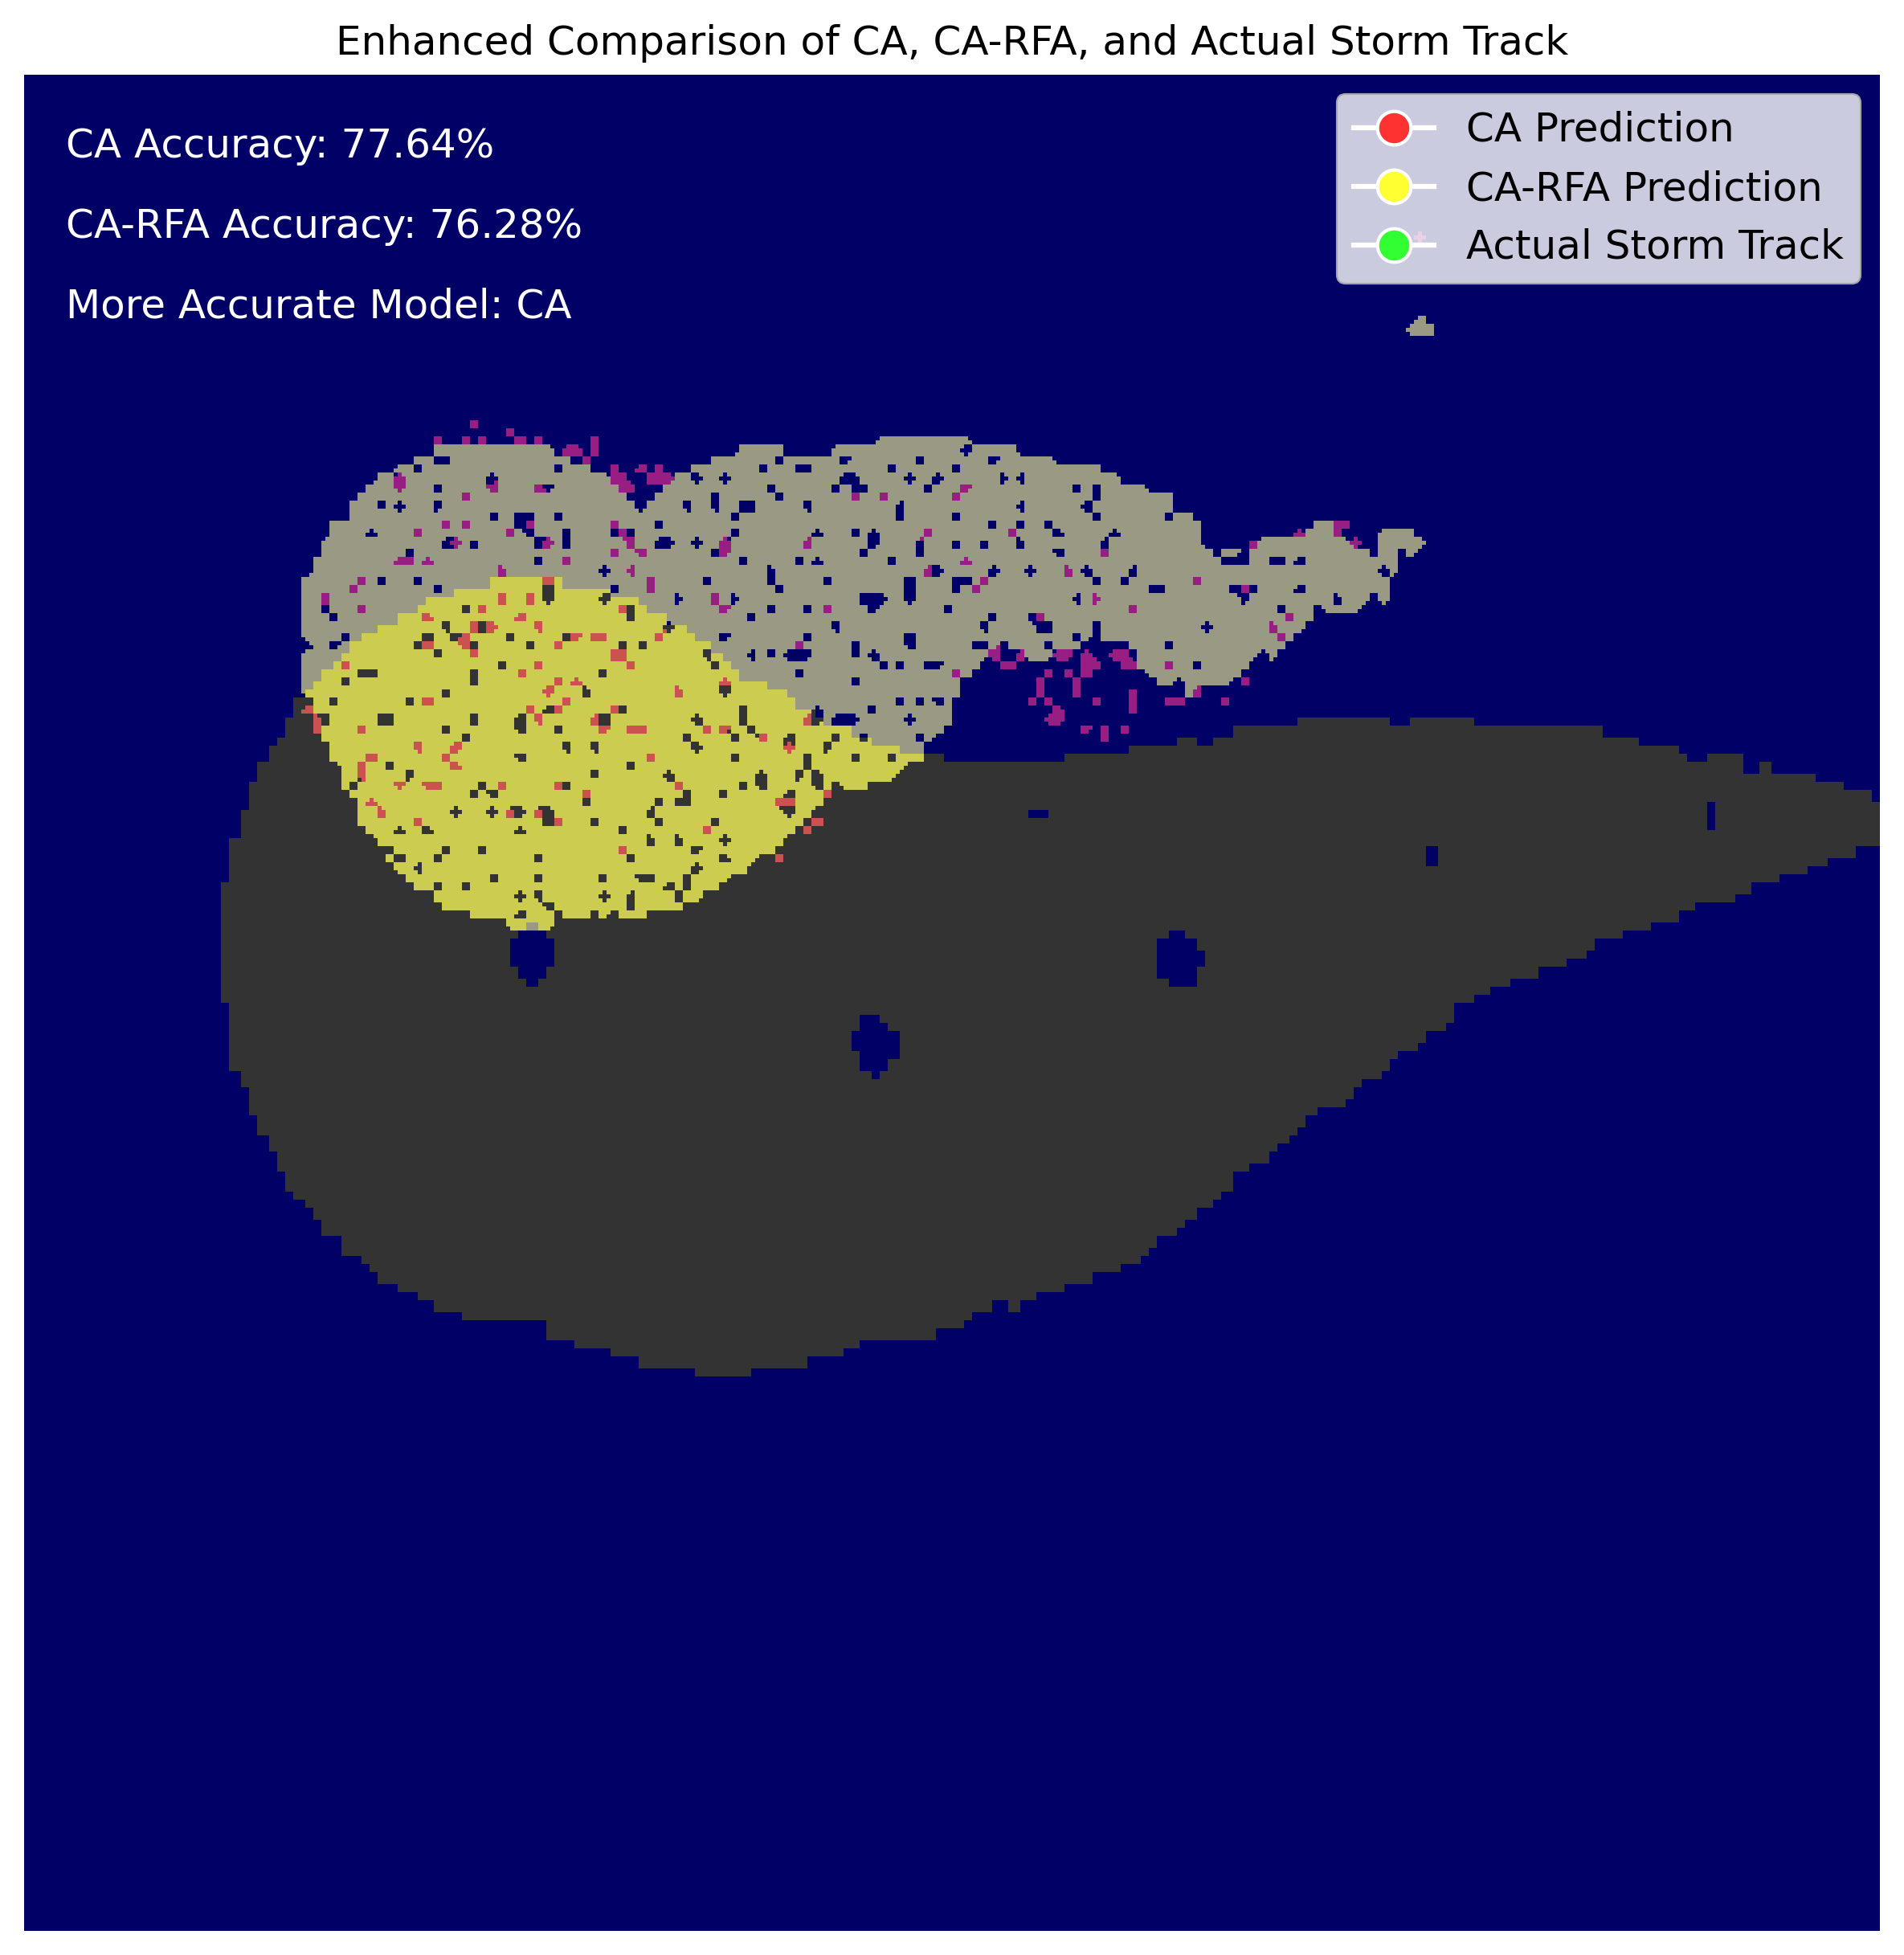 Enhanced Comparison of CA, CA-RFA, and Actual Storm Track
CA Accuracy: 77.64%
CA-RFA Accuracy: 76.28%
More Accurate Model: CA
CA Prediction
CA-RFA Prediction
Actual Storm Track